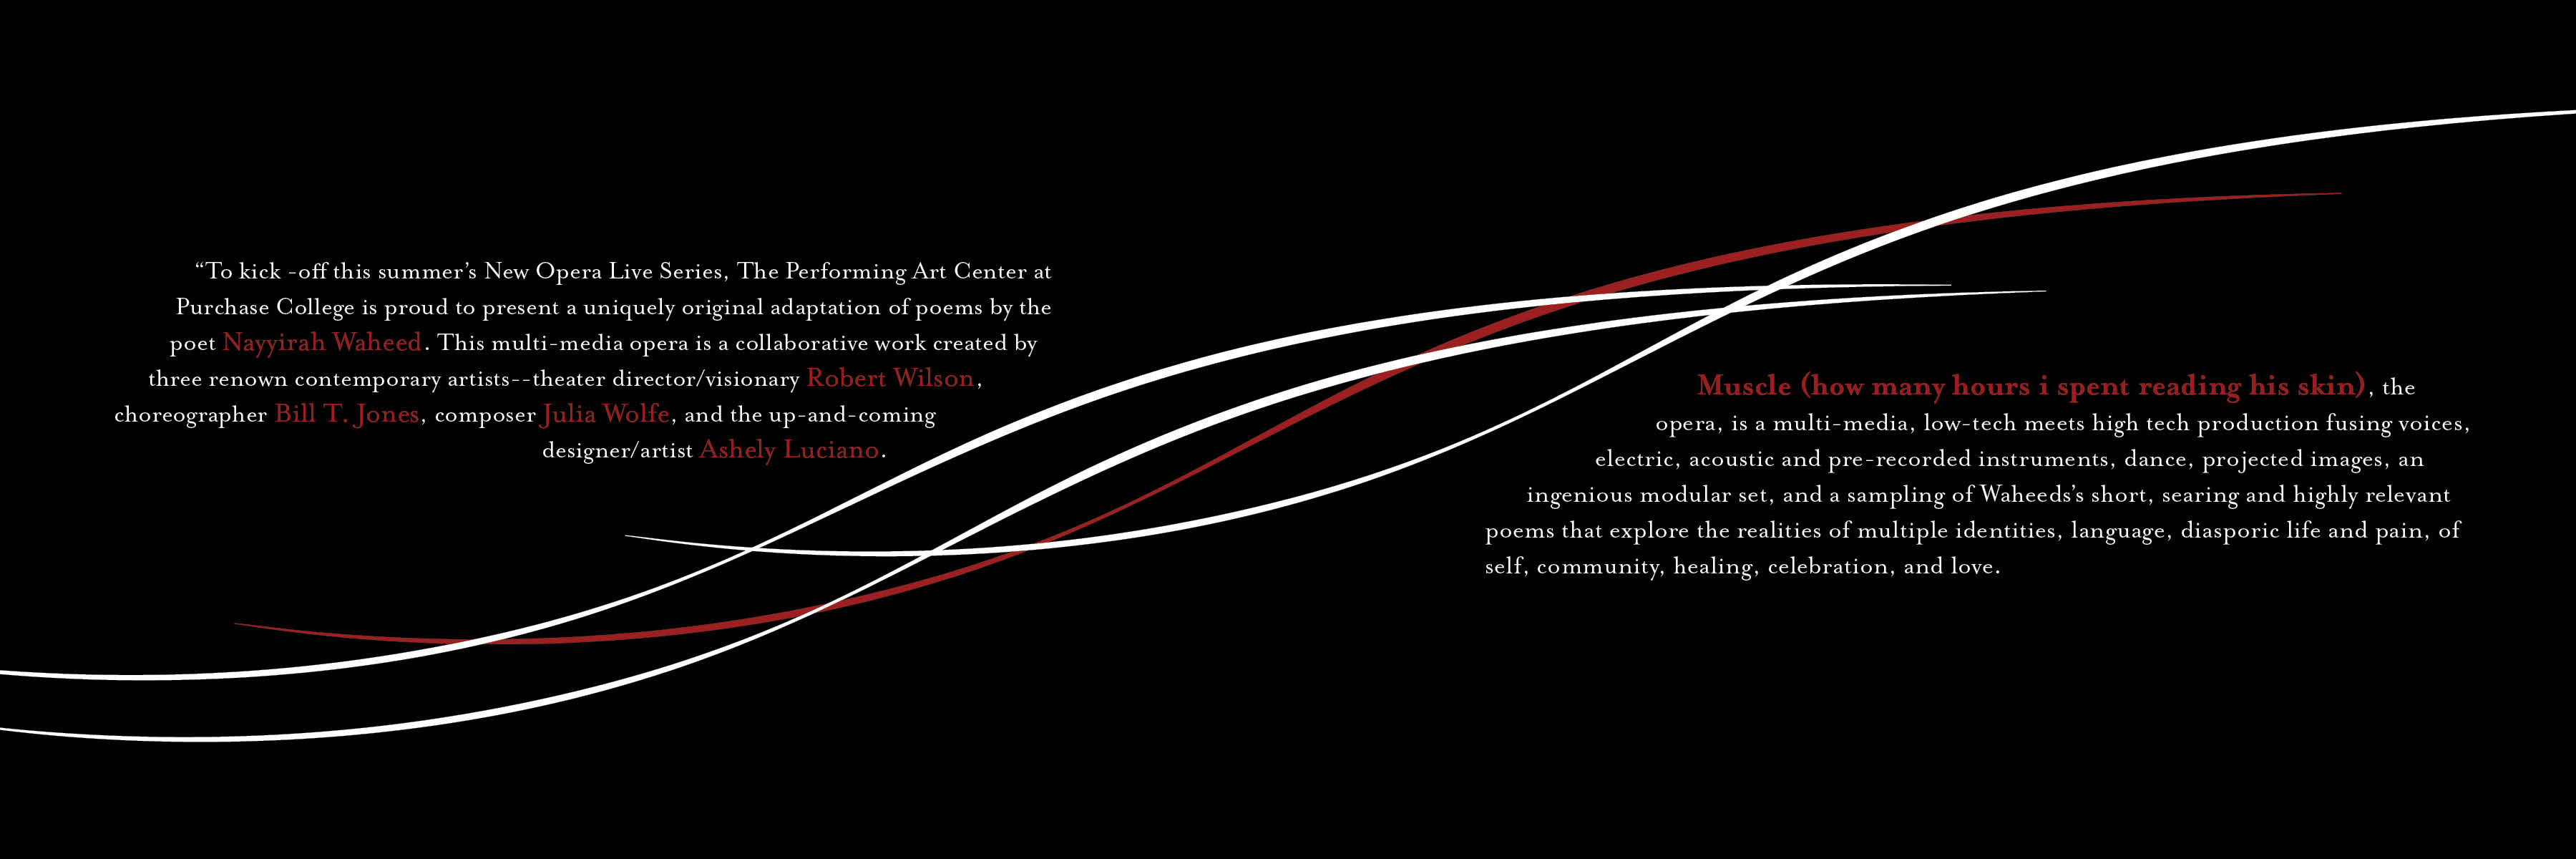 “To kick -off this summer’s New Opera Live Series, The Performing Art Center at
Purchase College is proud to present a uniquely original adaptation of poems by the
poet Nayyirah Waheed. This multi-media opera is a collaborative work created by
three renown contemporary artists--theater director/visionary Robert Wilson,
choreographer Bill T. Jones, composer Julia Wolfe, and the up-and-coming
designer/artist Ashely Luciano.
Muscle (how many hours i spent reading his skin), the
opera, is a multi-media, low-tech meets high tech production fusing voices,
electric, acoustic and pre-recorded instruments, dance, projected images, an
ingenious modular set, and a sampling of Waheeds’s short, searing and highly relevant
poems that explore the realities of multiple identities, language, diasporic life and pain, of
self, community, healing, celebration, and love.